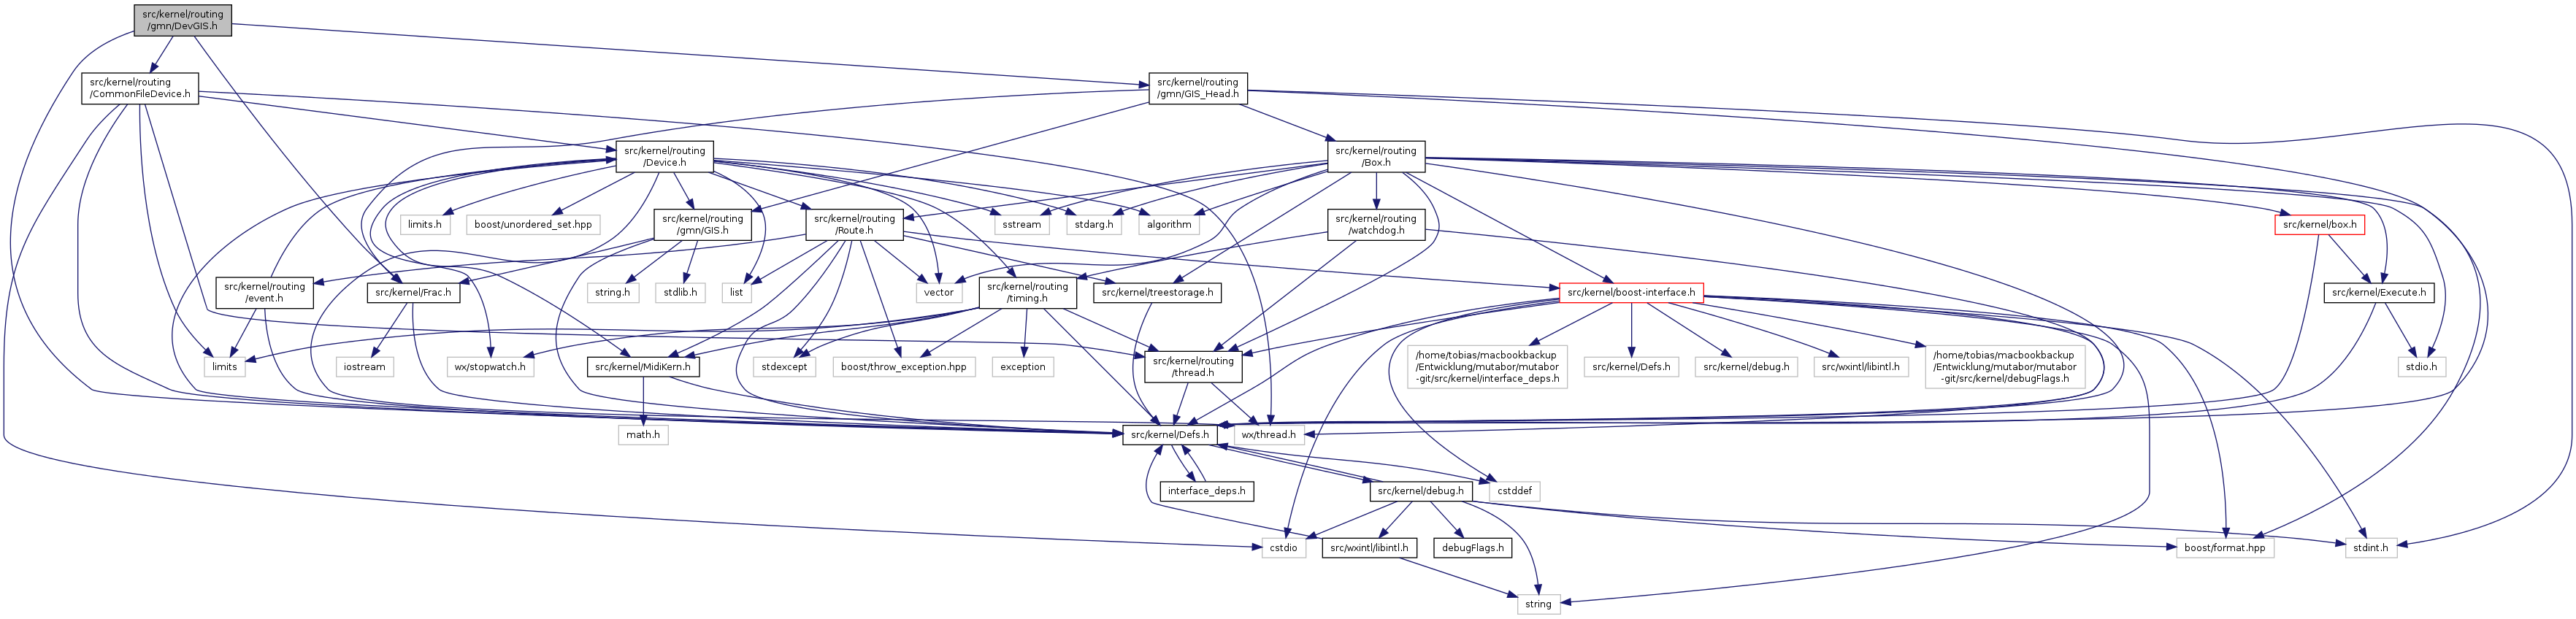 src/kernel/routing
/gmn/DevGIS.h
src/kernel/routing
/CommonFileDevice.h
src/kernel/routing
/gmn/GIS_Head.h
src/kernel/routing
/Device.h
src/kernel/routing
/Box.h
limits.h
boost/unordered_set.hpp
src/kernel/routing
/gmn/GIS.h
src/kernel/routing
/Route.h
sstream
stdarg.h
algorithm
src/kernel/routing
/watchdog.h
src/kernel/box.h
src/kernel/routing
/event.h
src/kernel/Frac.h
string.h
stdlib.h
list
vector
src/kernel/routing
/timing.h
src/kernel/treestorage.h
src/kernel/boost-interface.h
src/kernel/Execute.h
limits
iostream
wx/stopwatch.h
src/kernel/MidiKern.h
stdexcept
boost/throw_exception.hpp
exception
src/kernel/routing
/thread.h
/home/tobias/macbookbackup
/Entwicklung/mutabor/mutabor
-git/src/kernel/interface_deps.h
src/kernel/Defs.h
src/kernel/debug.h
src/wxintl/libintl.h
/home/tobias/macbookbackup
/Entwicklung/mutabor/mutabor
-git/src/kernel/debugFlags.h
stdio.h
math.h
src/kernel/Defs.h
wx/thread.h
interface_deps.h
src/kernel/debug.h
cstddef
cstdio
src/wxintl/libintl.h
debugFlags.h
boost/format.hpp
stdint.h
string